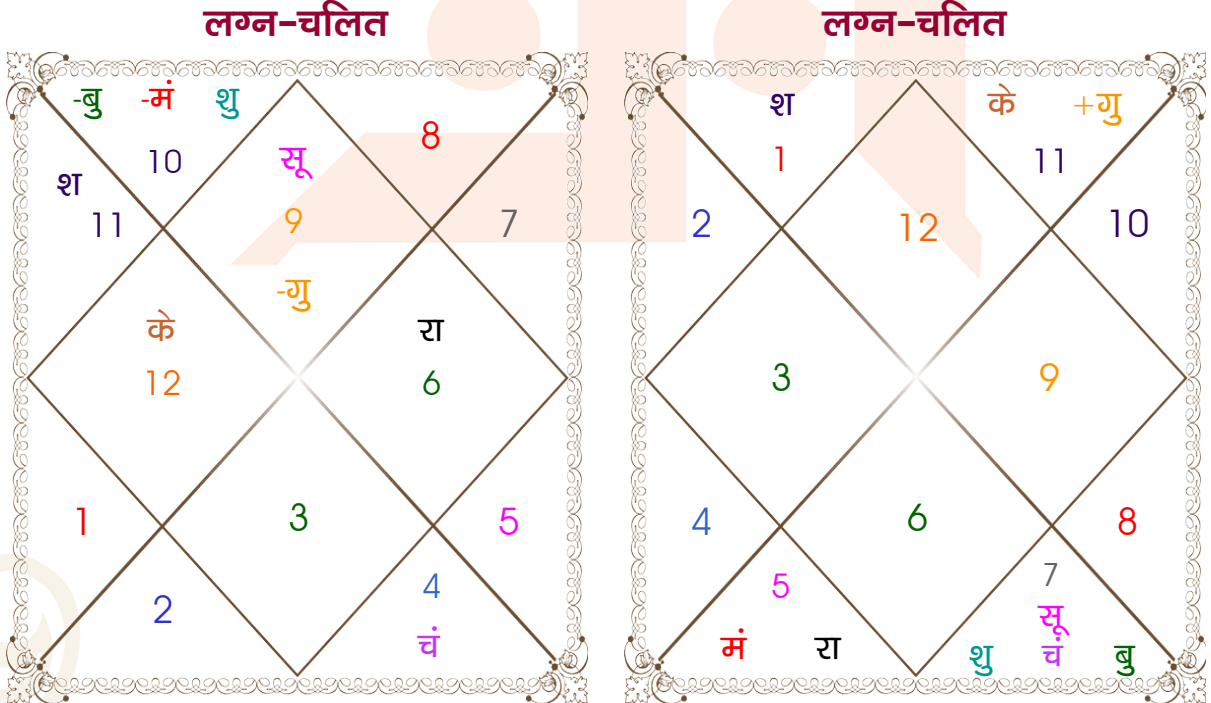 लग्न-चलित
-बु -मं शु
8
सू
10
श
11
9
7
-गु
के
रा
12
6
1
3
5
2
4
चं
लग्न-चलित
श
के +गु
1
11
2
12
10
3
9
4
6
8
5
7
सू
मं रा
शु चं बु